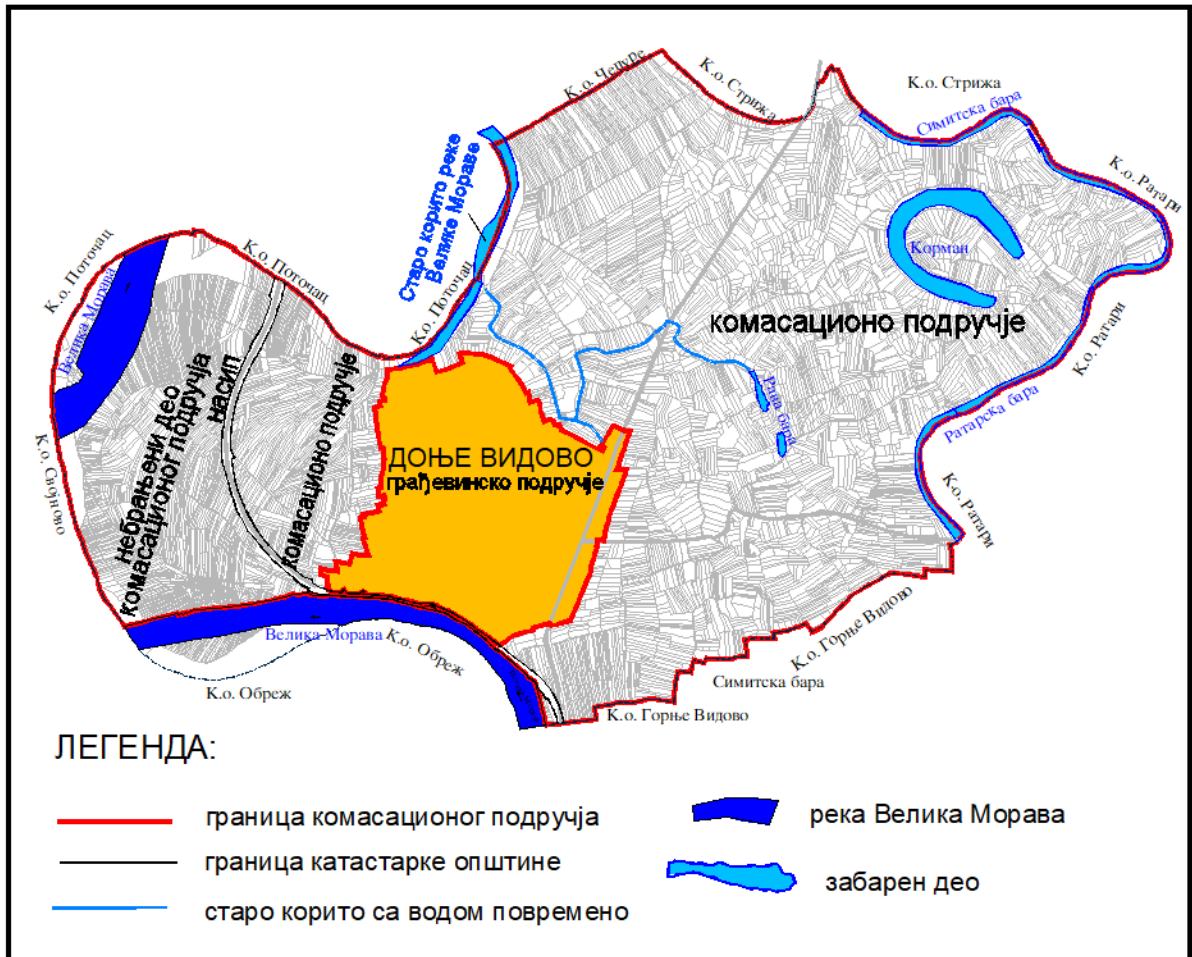 К.о. Чепуре
К.о. Стрижа
К.о. Стрижа
Симитска бара
К.о. Ратари
Старо корито реке
Велике Мораве
К.о. Поточац
К.о. Поточац
К.о. Поточац
Велика Морава
Корман
комасационо подручје
К.о. Ратари
небрањени део
комасационог подручја
насип
комасационо подручје
Рава бара
Ратарска бара
ДОЊЕ ВИДОВО
грађевинско подручје
К.о. Својново
К.о. Ратари
Велика Морава
К.о. Обреж
К.о. Обреж
К.о. Горње Видово
Симитска бара
К.о. Горње Видово
ЛЕГЕНДА:
граница комасационог подручја
граница катастарке општине
старо корито са водом повремено
река Велика Морава
забарен део